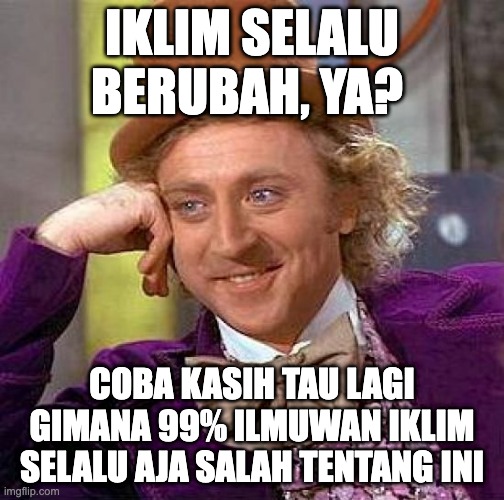 IKLIM SELALU
BERUBAH, YA?
COBA KASIH TAU LAGI
GIMANA 99% ILMUWAN IKLIM
SELALU AJA SALAH TENTANG INI
imgflip.com